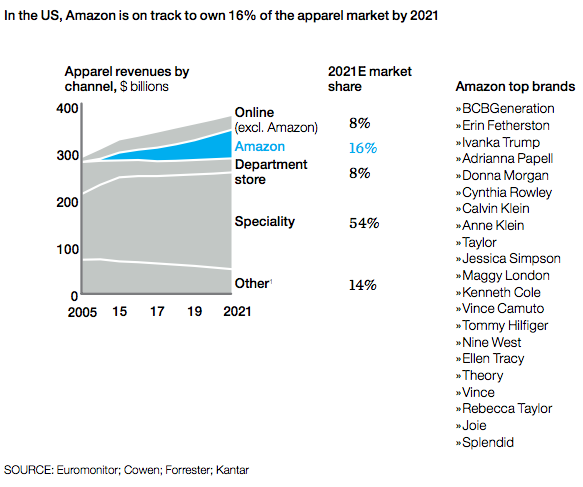 In the US, Amazon is on track to own 16% of the apparel market by 2021
Apparel revenues by
channel, $ billions
400
300
200
100
0
2005 15 17 19 2021
2021E market
share
Online
(excl. Amazon)
8%
Amazon
16%
Department
store
8%
Speciality
54%
Other¹
14%
Amazon top brands
»BCBGeneration
»Erin Fetherston
»Ivanka Trump
»Adrianna Papell
»Donna Morgan
»Cynthia Rowley
»Calvin Klein
»Anne Klein
»Taylor
»Jessica Simpson
»Maggy London
»Kenneth Cole
»Vince Camuto
»Tommy Hilfiger
»Nine West
»Ellen Tracy
»Theory
»Vince
»Rebecca Taylor
»Joie
»Splendid
SOURCE: Euromonitor; Cowen; Forrester; Kantar